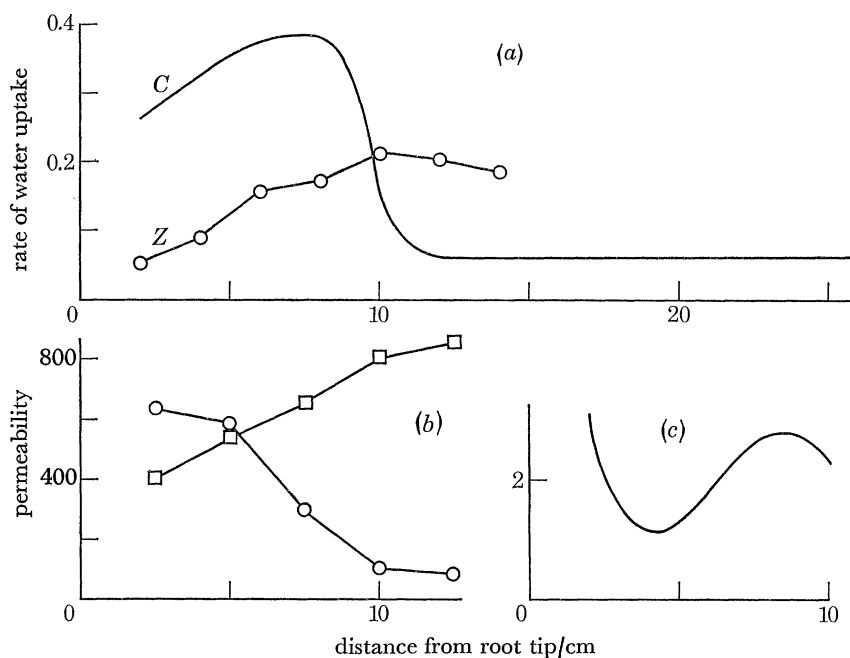 0.4
(a)
C
rate of water uptake
0.2
Z
0
10
20
800
(b)
(c)
permeability
400
2
0
10
0
10
distance from root tip/cm